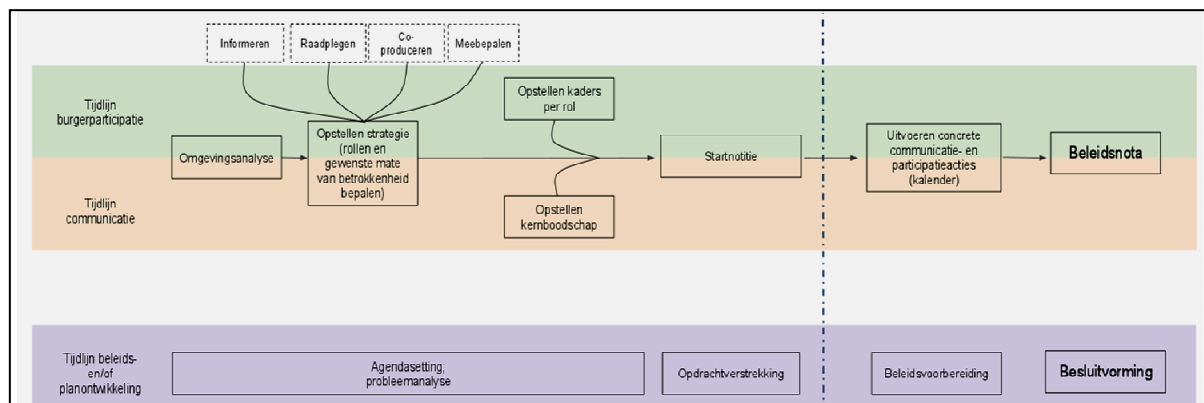 Informeren
Raadplegen
Co-
produceren
Meebepalen
Tijdlijn
burgerparticipatie
Opstellen kaders
per rol
Omgevingsanalyse
Opstellen strategie
(rollen en
gewenste mate
van betrokkenheid
bepalen)
Startnotitie
Uitvoeren concrete
communicatie- en
participatieacties
(kalender)
Beleidsnota
Tijdlijn
communicatie
Opstellen
kernboodschap
Tijdlijn beleids-
en/of
planontwikkeling
Agendasetting;
probleemanalyse
Opdrachtverstrekking
Beleidsvoorbereiding
Besluitvorming